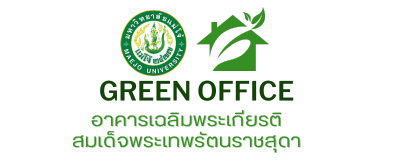 มหาวิทยาลัยแม่โจ้
MAEJO UNIVERSITY
GREEN OFFICE
อาคารเฉลิมพระเกียรติ
สมเด็จพระเทพรัตนราชสุดา